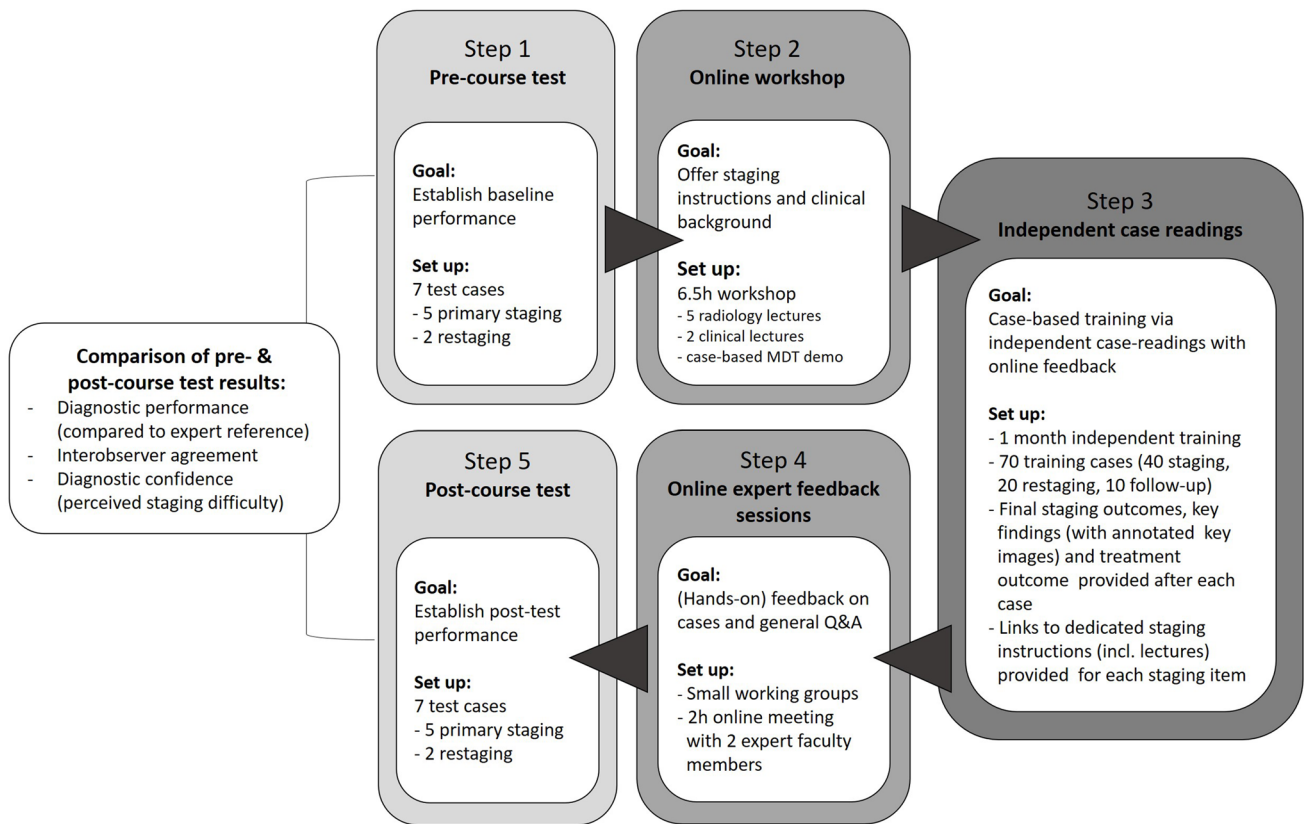 Step 1
Pre-course test
Goal:
Establish baseline
performance
Set up:
7 test cases
- 5 primary staging
- 2 restaging
Step 2
Online workshop
Goal:
Offer staging
instructions and clinical
background
Set up:
6.5h workshop
- 5 radiology lectures
- 2 clinical lectures
- case-based MDT demo
Step 3
Independent case readings
Goal:
Case-based training via
independent case-readings with
online feedback
Set up:
- 1 month independent training
- 70 training cases (40 staging,
20 restaging, 10 follow-up)
- Final staging outcomes, key
findings (with annotated key
images) and treatment
outcome provided after each
case
- Links to dedicated staging
instructions (incl. lectures)
provided for each staging item
Step 4
Online expert feedback
sessions
Goal:
(Hands-on) feedback on
cases and general Q&A
Set up:
- Small working groups
- 2h online meeting
with 2 expert faculty
members
Step 5
Post-course test
Goal:
Establish post-test
performance
Set up:
7 test cases
- 5 primary staging
- 2 restaging
Comparison of pre- &
post-course test results:
- Diagnostic performance
(compared to expert reference)
- Interobserver agreement
- Diagnostic confidence
(perceived staging difficulty)